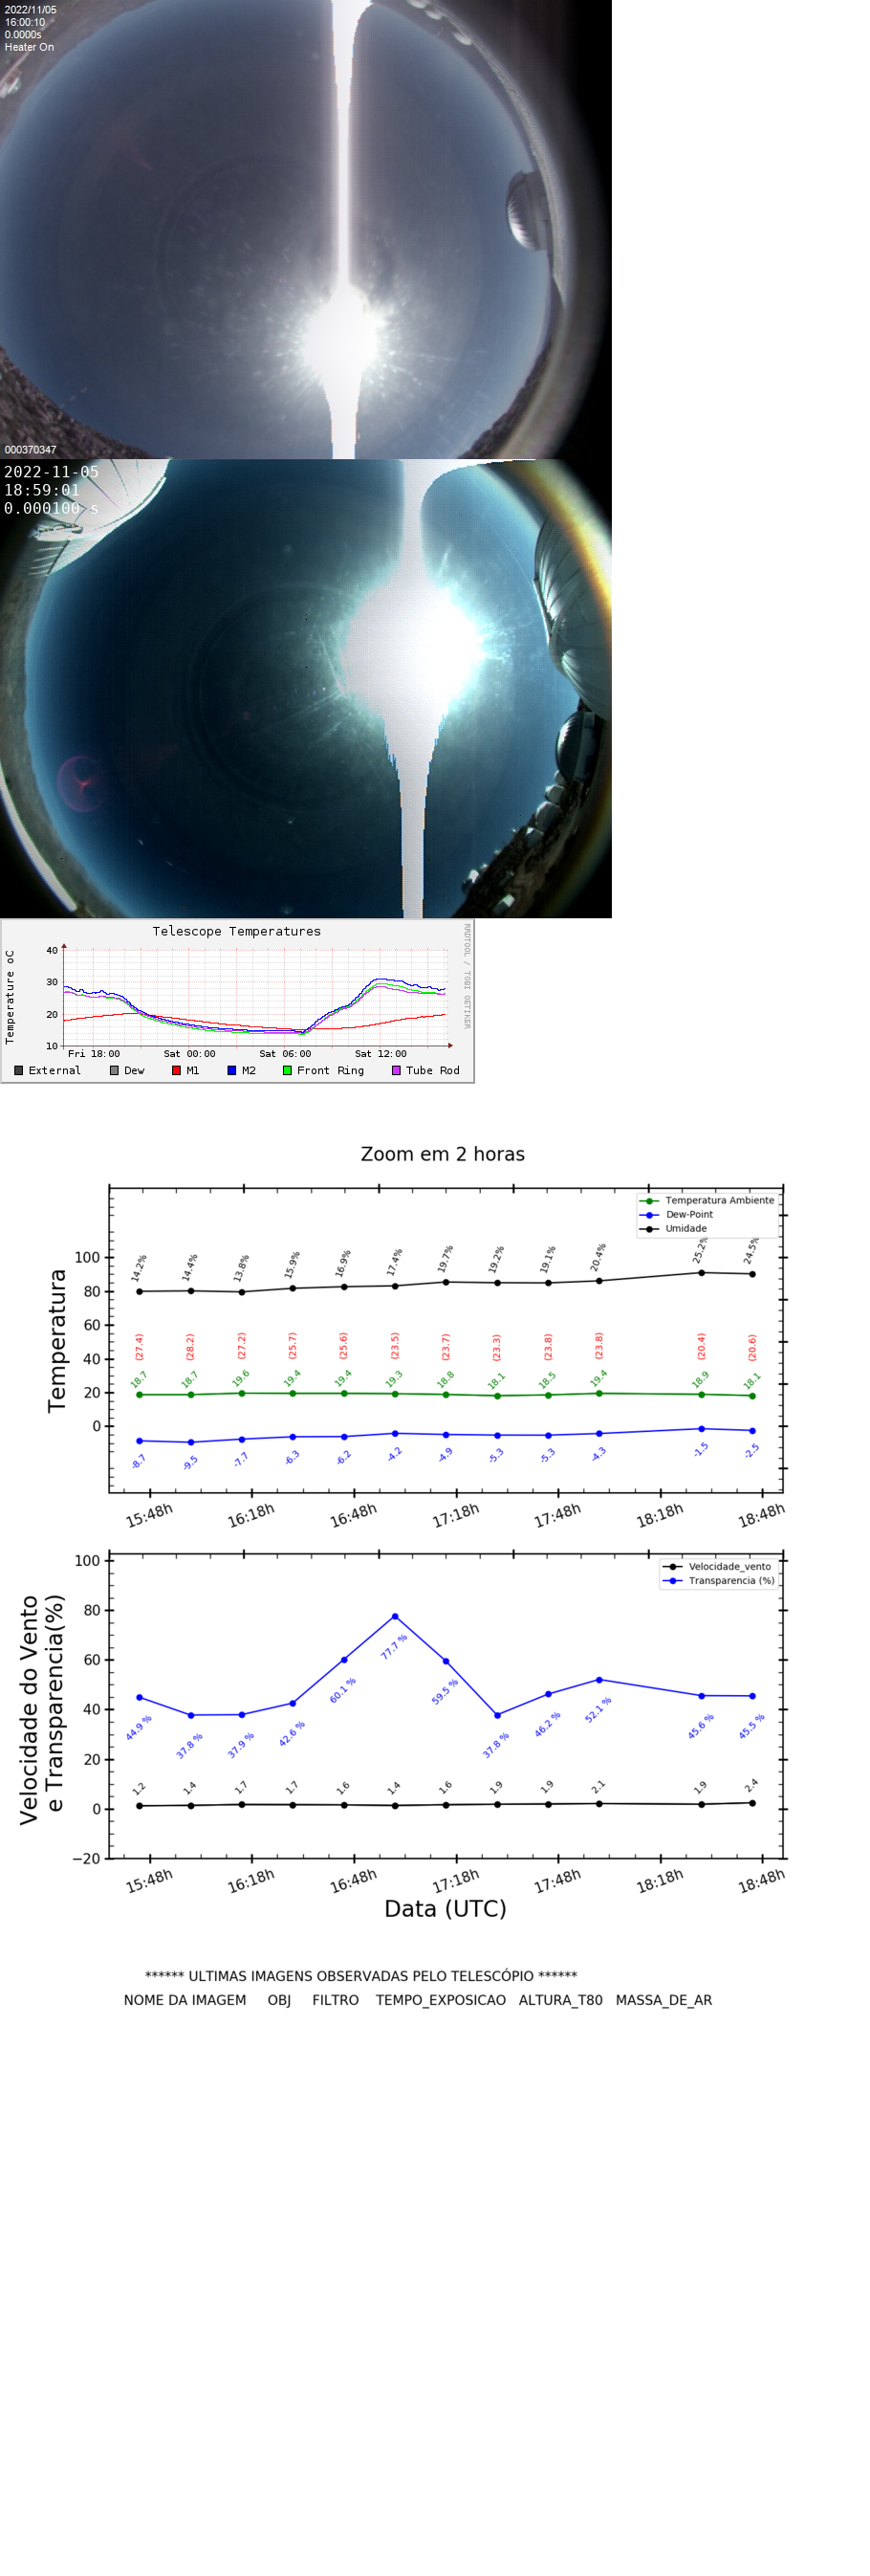 2022/11/05
16:00:10
0.0000s
Heater On
000370347
2022-11-05
18:59:01
0.000100 s
Telescope Temperatures
RRDTOOL / TOBI OETIKER
Temperature oC
40
30
20
10
Fri 18:00 Sat 00:00 Sat 06:00 Sat 12:00
External Dew M1 M2 Front Ring Tube Rod
Zoom em 2 horas
Temperatura Ambiente
Dew-Point
Umidade
Temperatura
100
80
60
40
20
0
14.2% 14.4% 13.8% 15.9% 16.9% 17.4% 19.7% 19.2% 19.1% 20.4% 25.2% 24.5%
(27.4) (28.2) (27.2) (25.7) (25.6) (23.5) (23.7) (23.3) (23.8) (23.8) (20.4) (20.6)
18.7 18.7 19.6 19.4 19.4 19.3 18.8 18.1 18.5 19.4 18.9 18.1
-8.7 -9.5 -7.7 -6.3 -6.2 -4.2 -4.9 -5.3 -5.3 -4.3 -1.5 -2.5
15:48h 16:18h 16:48h 17:18h 17:48h 18:18h 18:48h
Velocidade do Vento
e Transparencia(%)
Velocidade_vento
Transparencia (%)
100
80
60
40
20
0
−20
44.9 % 37.8 % 37.9 % 42.6 % 60.1 % 77.7 % 59.5 % 37.8 % 46.2 % 52.1 % 45.6 % 45.5 %
1.2 1.4 1.7 1.7 1.6 1.4 1.6 1.9 1.9 2.1 1.9 2.4
15:48h 16:18h 16:48h 17:18h 17:48h 18:18h 18:48h
Data (UTC)
****** ULTIMAS IMAGENS OBSERVADAS PELO TELESCÓPIO ******
NOME DA IMAGEM OBJ FILTRO TEMPO_EXPOSICAO ALTURA_T80 MASSA_DE_AR